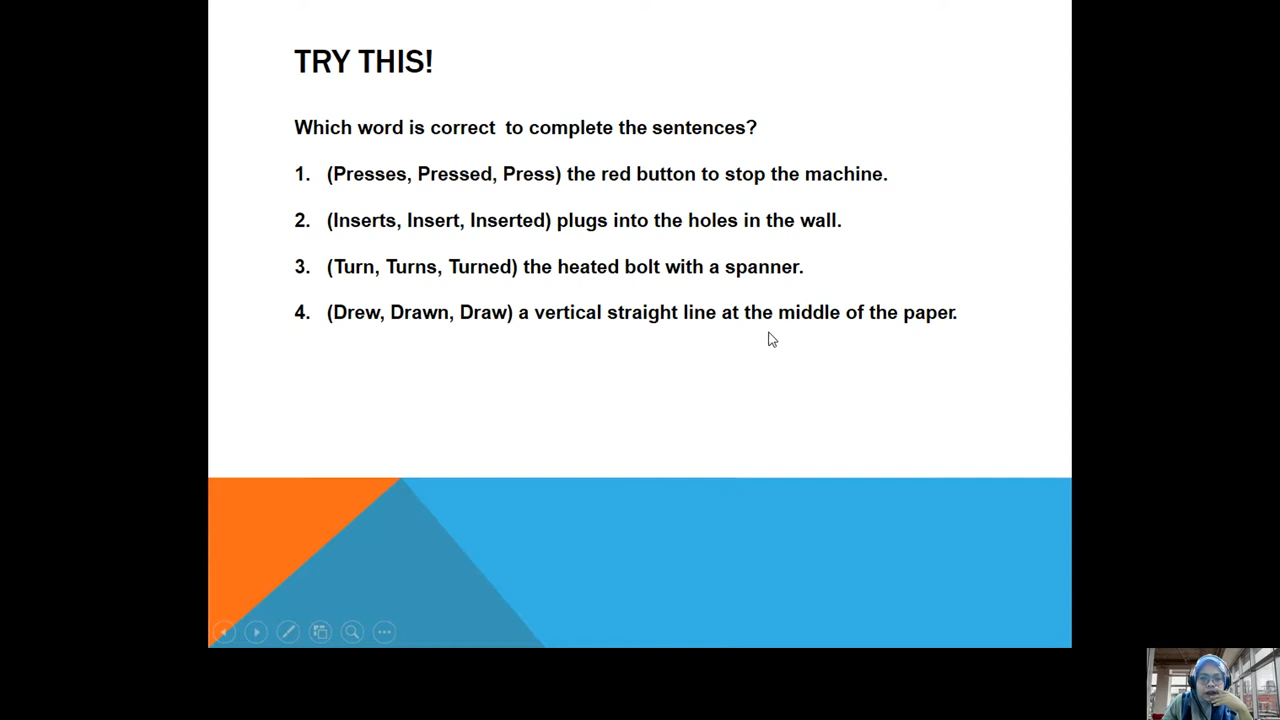 TRY THIS!
Which word is correct to complete the sentences?
1. (Presses, Pressed, Press) the red button to stop the machine.
2. (Inserts, Insert, Inserted) plugs into the holes in the wall.
3. (Turn, Turns, Turned) the heated bolt with a spanner.
4. (Drew, Drawn, Draw) a vertical straight line at the middle of the paper.